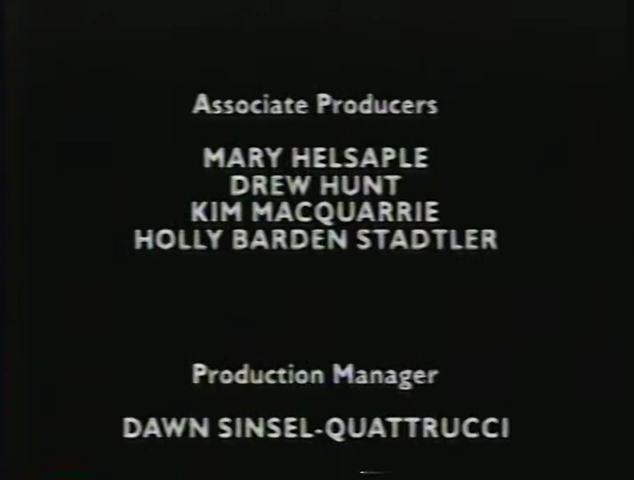 Associate Producers
MARY HELSAPLE
DREW HUNT
KIM MACQUARRIE
HOLLY BARDEN STADTLER
Production Manager
DAWN SINSEL-QUATTRUCCI